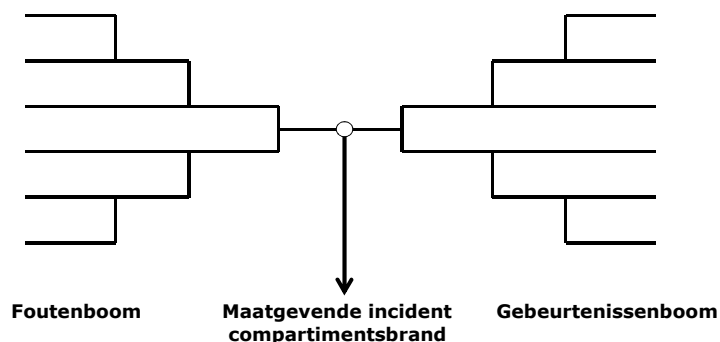 Foutenboom
Maatgevende incident
compartimentsbrand
Gebeurtenissenboom